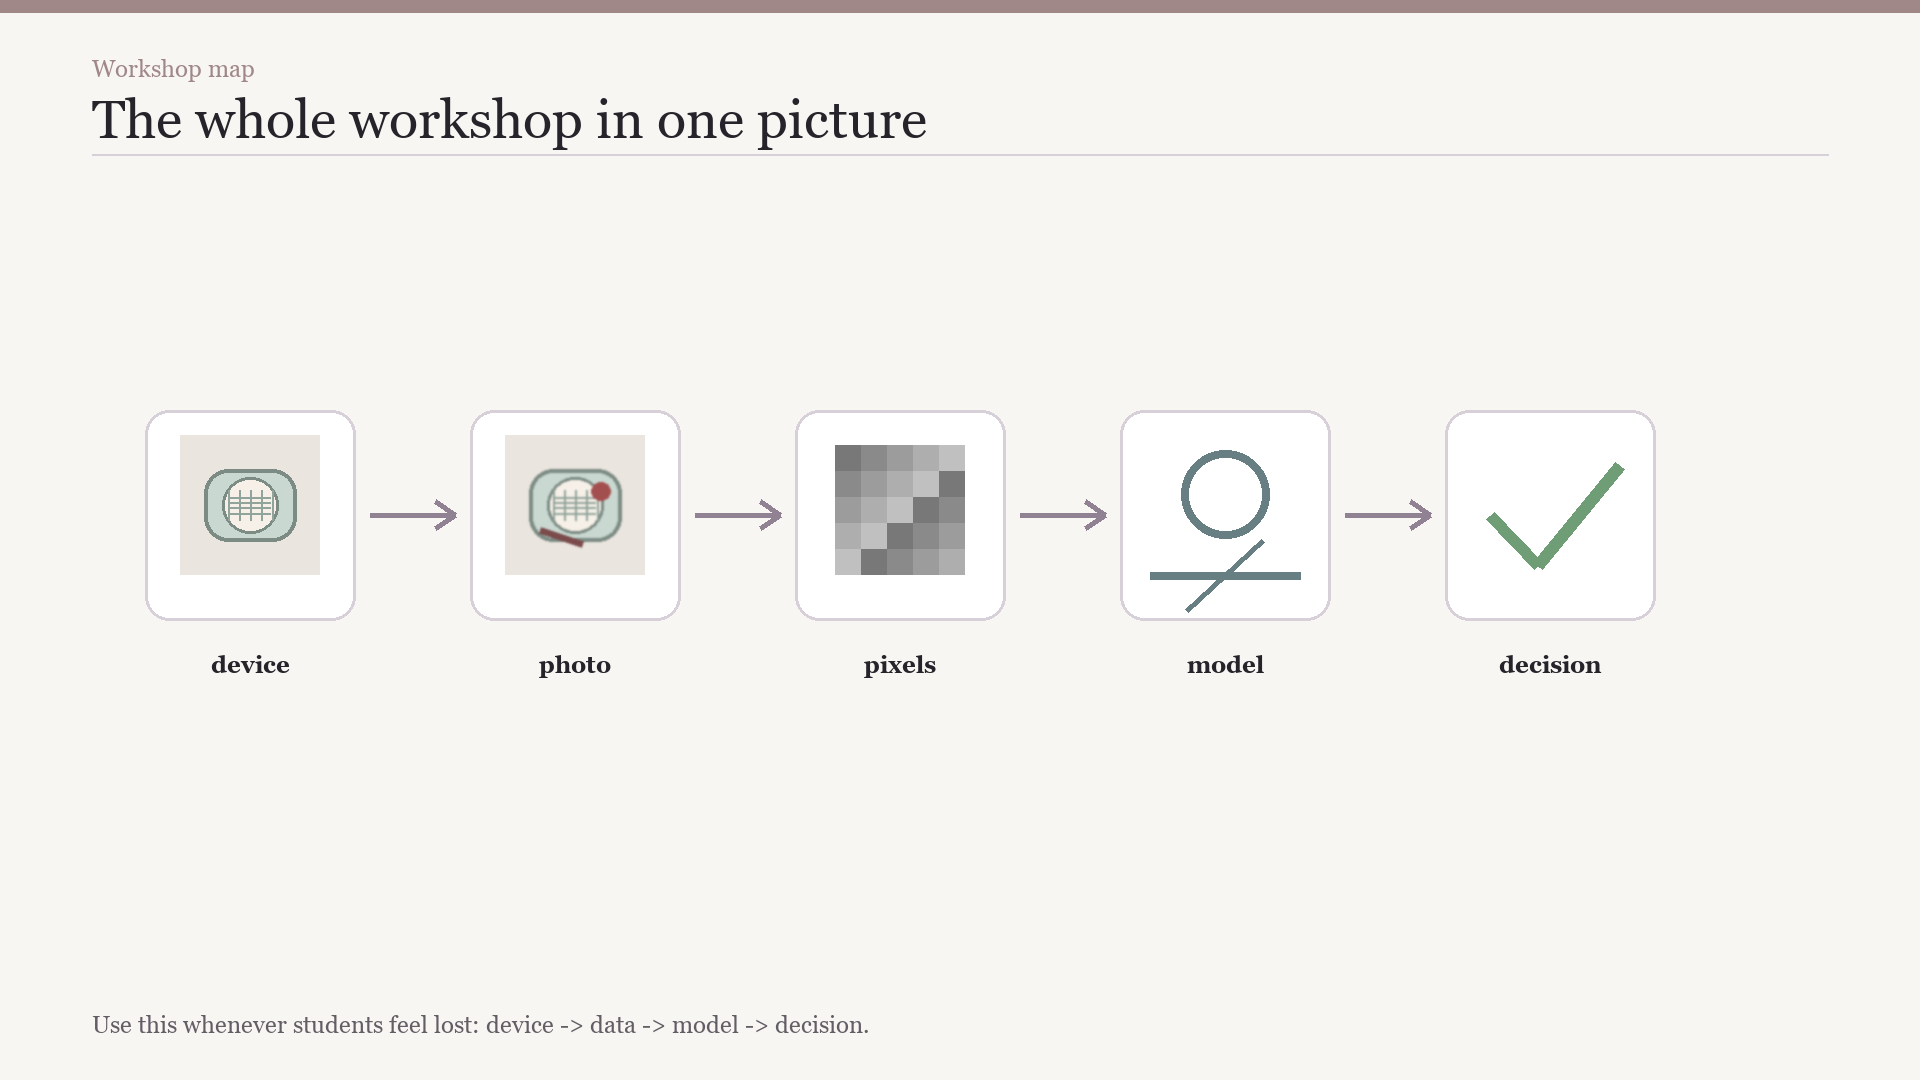 Workshop map
The whole workshop in one picture
device
photo
pixels
model
decision
Use this whenever students feel lost: device -> data -> model -> decision.